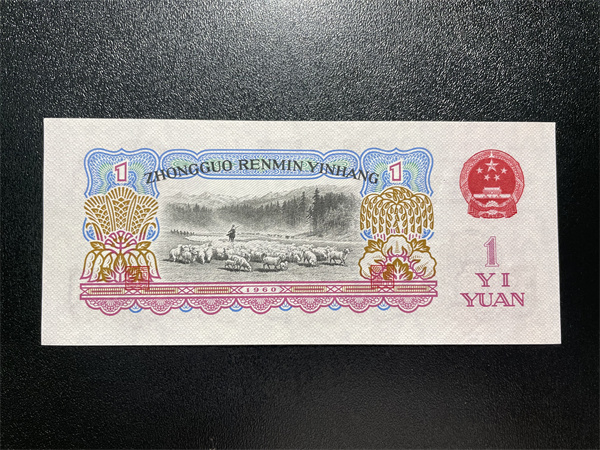 1
ZHONGGUO RENMIN YINHANG
1
1
YI
YUAN
1960